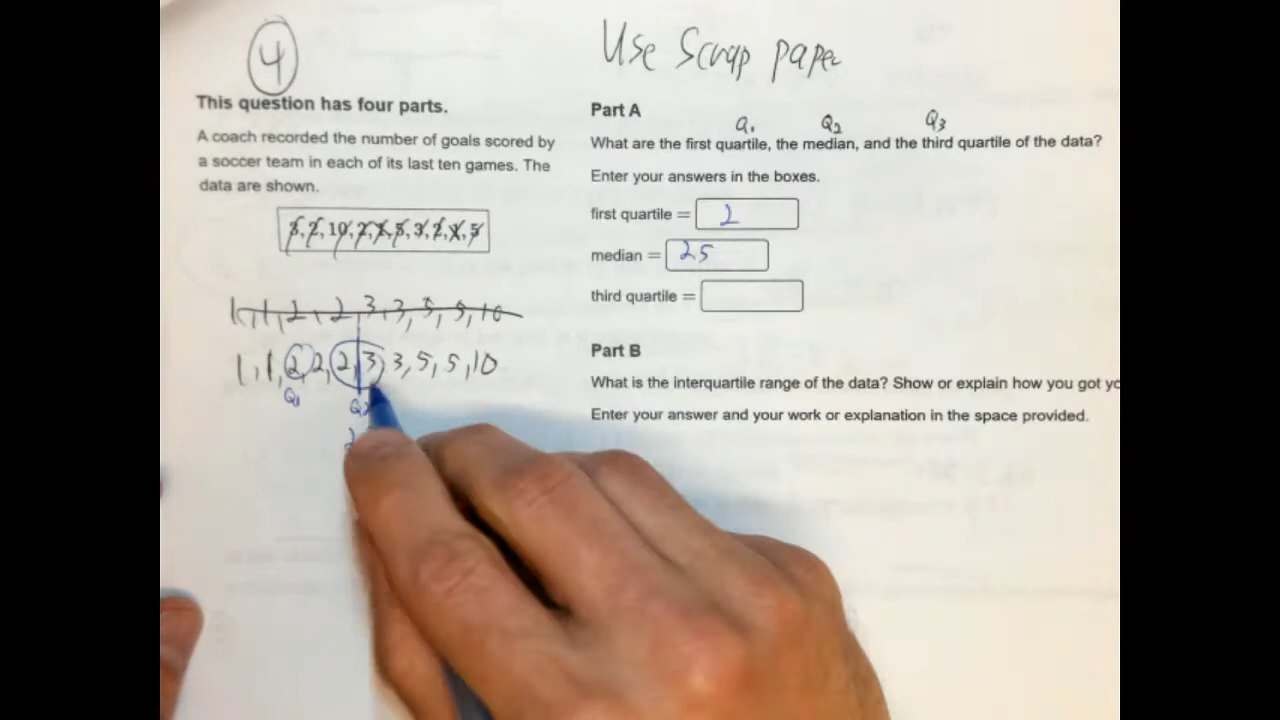 4
Use Scrap paper
This question has four parts.
A coach recorded the number of goals scored by
a soccer team in each of its last ten games. The
data are shown.
3, 2, 10, 2, 1, 5, 3, 2, 1, 5
1, 1, 2, 2, 3, 3, 5, 5, 10
1, 1, 2, 2, 2, 3, 3, 5, 5, 10
Q1 Q2
2
Part A
Q1 Q2 Q3
What are the first quartile, the median, and the third quartile of the data?
Enter your answers in the boxes.
first quartile = 2
median = 2.5
third quartile =
Part B
What is the interquartile range of the data? Show or explain how you got yo
Enter your answer and your work or explanation in the space provided.